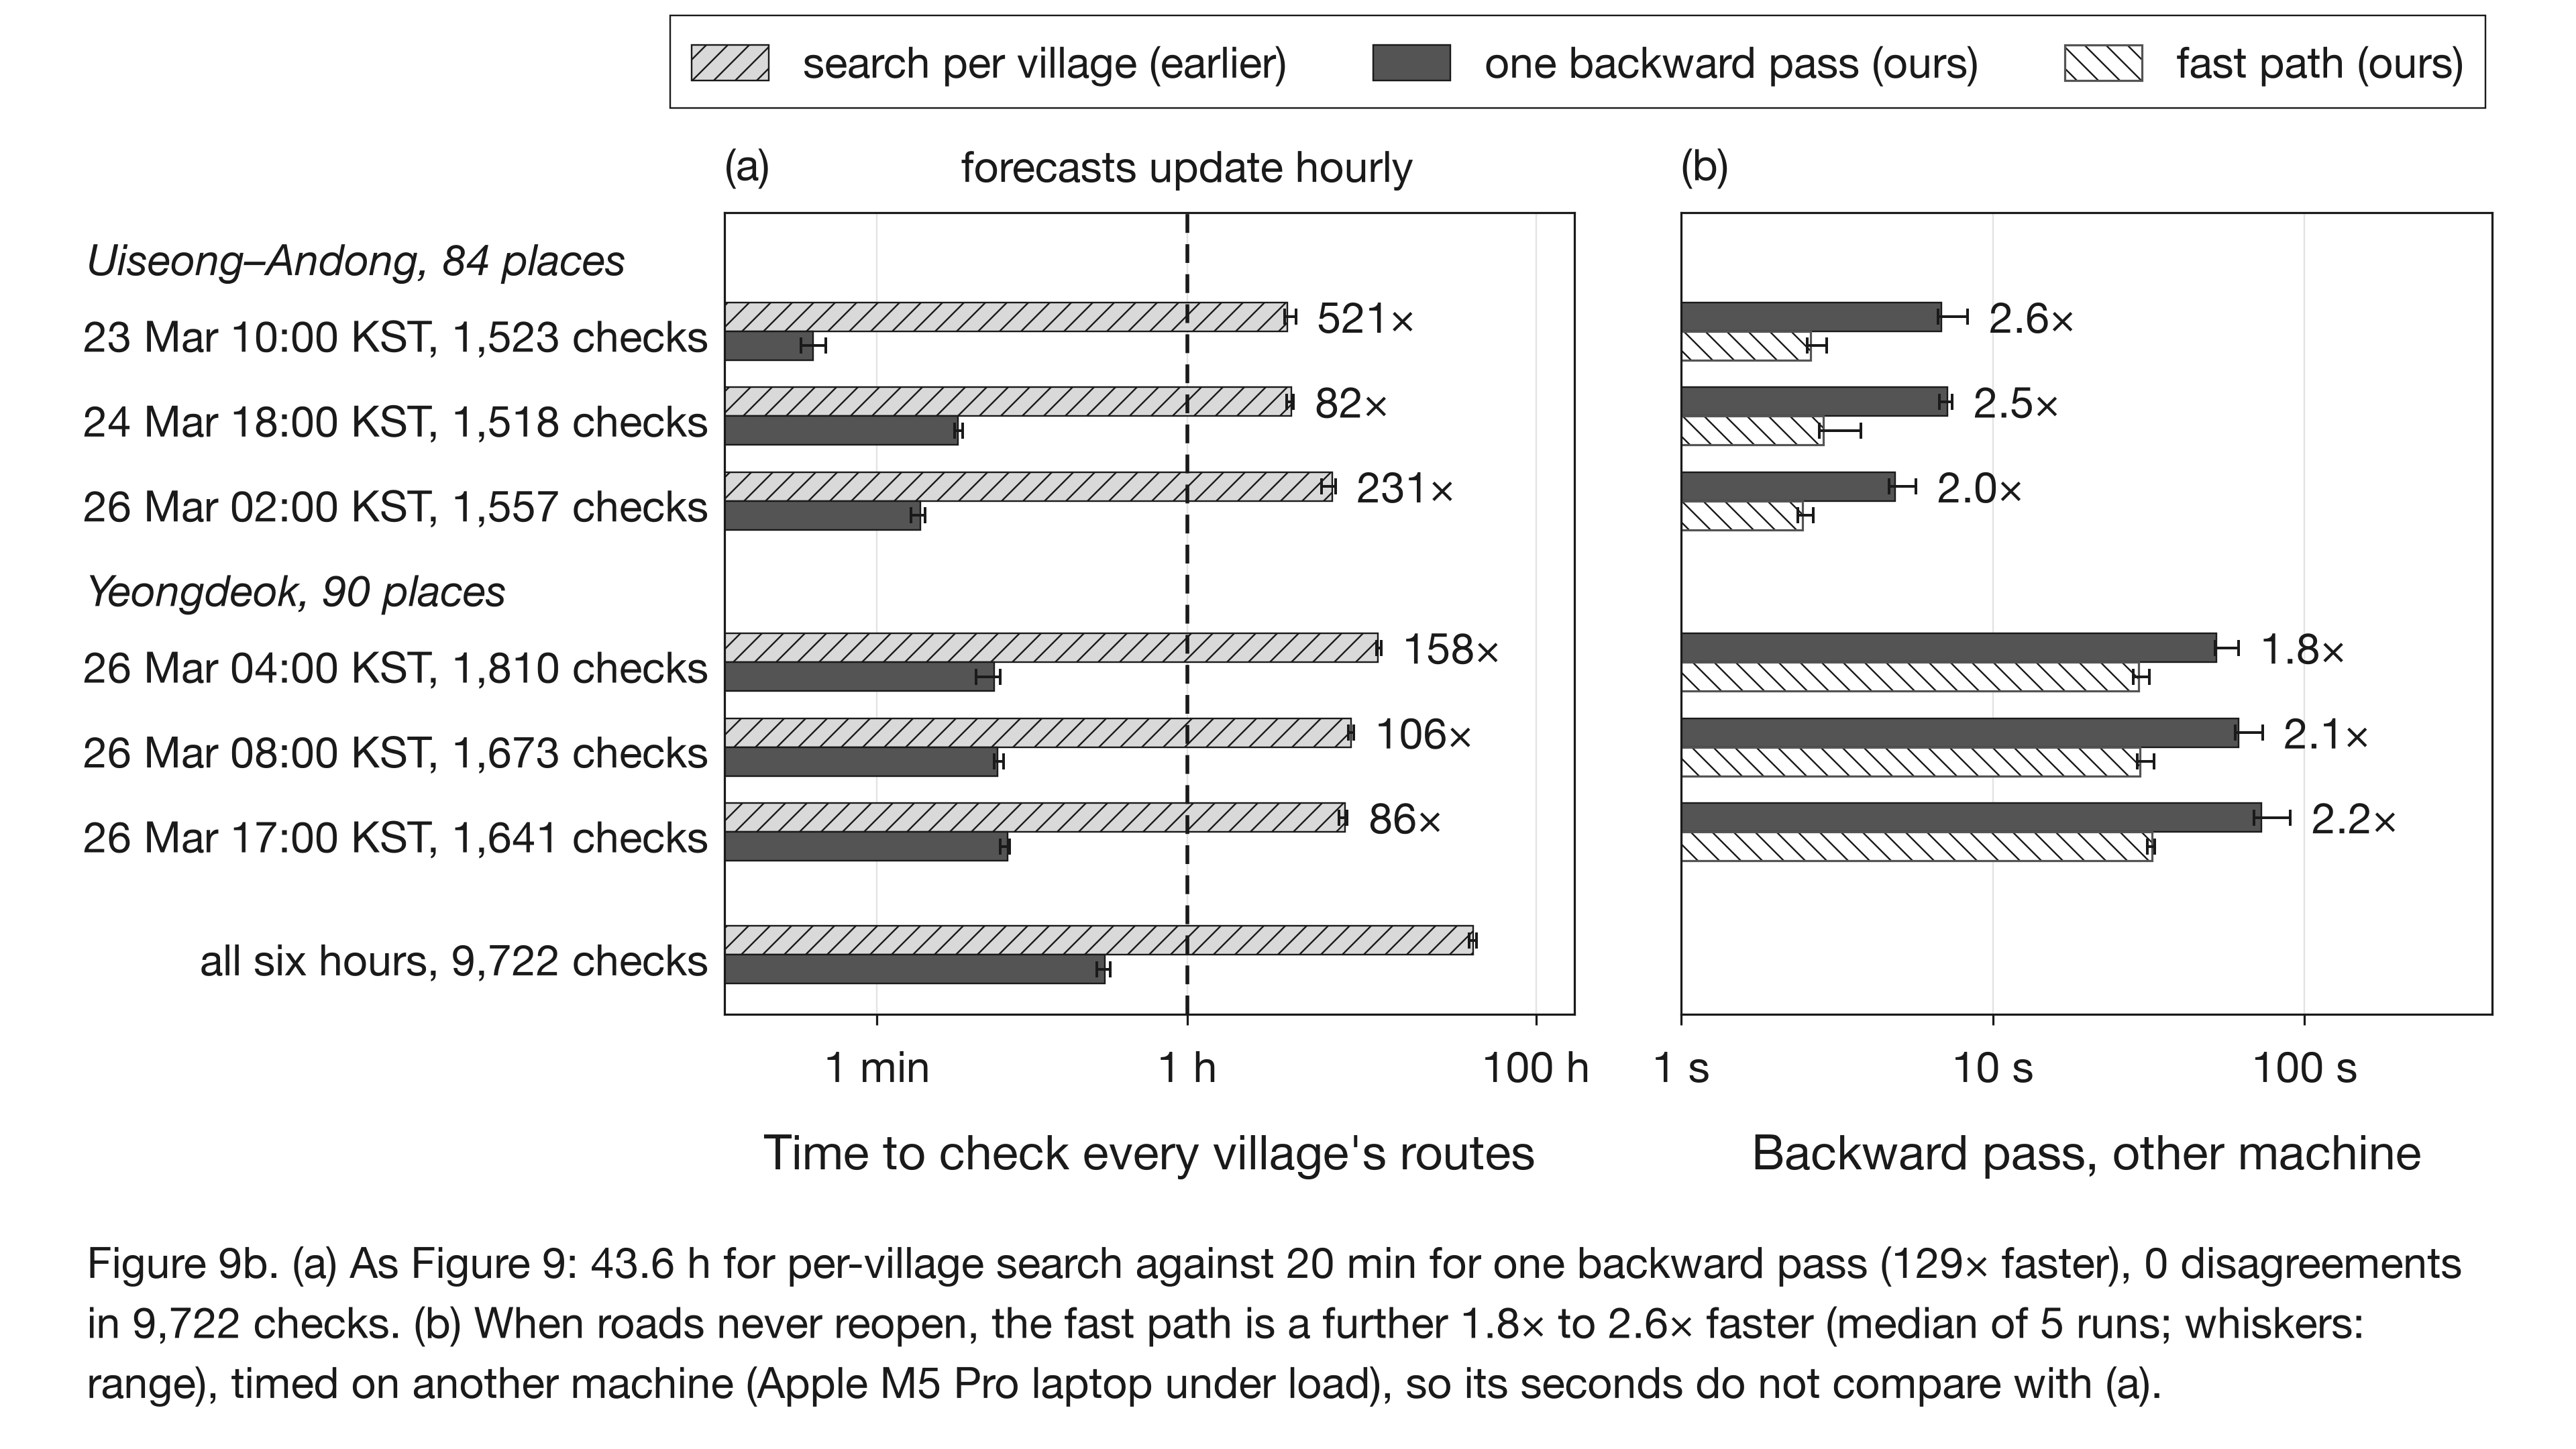 search per village (earlier)
one backward pass (ours)
fast path (ours)
(a)
forecasts update hourly
(b)
Uiseong–Andong, 84 places
23 Mar 10:00 KST, 1,523 checks
521×
2.6×
24 Mar 18:00 KST, 1,518 checks
82×
2.5×
26 Mar 02:00 KST, 1,557 checks
231×
2.0×
Yeongdeok, 90 places
26 Mar 04:00 KST, 1,810 checks
158×
1.8×
26 Mar 08:00 KST, 1,673 checks
106×
2.1×
26 Mar 17:00 KST, 1,641 checks
86×
2.2×
all six hours, 9,722 checks
1 min
1 h
100 h
1 s
10 s
100 s
Time to check every village's routes
Backward pass, other machine
Figure 9b. (a) As Figure 9: 43.6 h for per-village search against 20 min for one backward pass (129× faster), 0 disagreements
in 9,722 checks. (b) When roads never reopen, the fast path is a further 1.8× to 2.6× faster (median of 5 runs; whiskers:
range), timed on another machine (Apple M5 Pro laptop under load), so its seconds do not compare with (a).